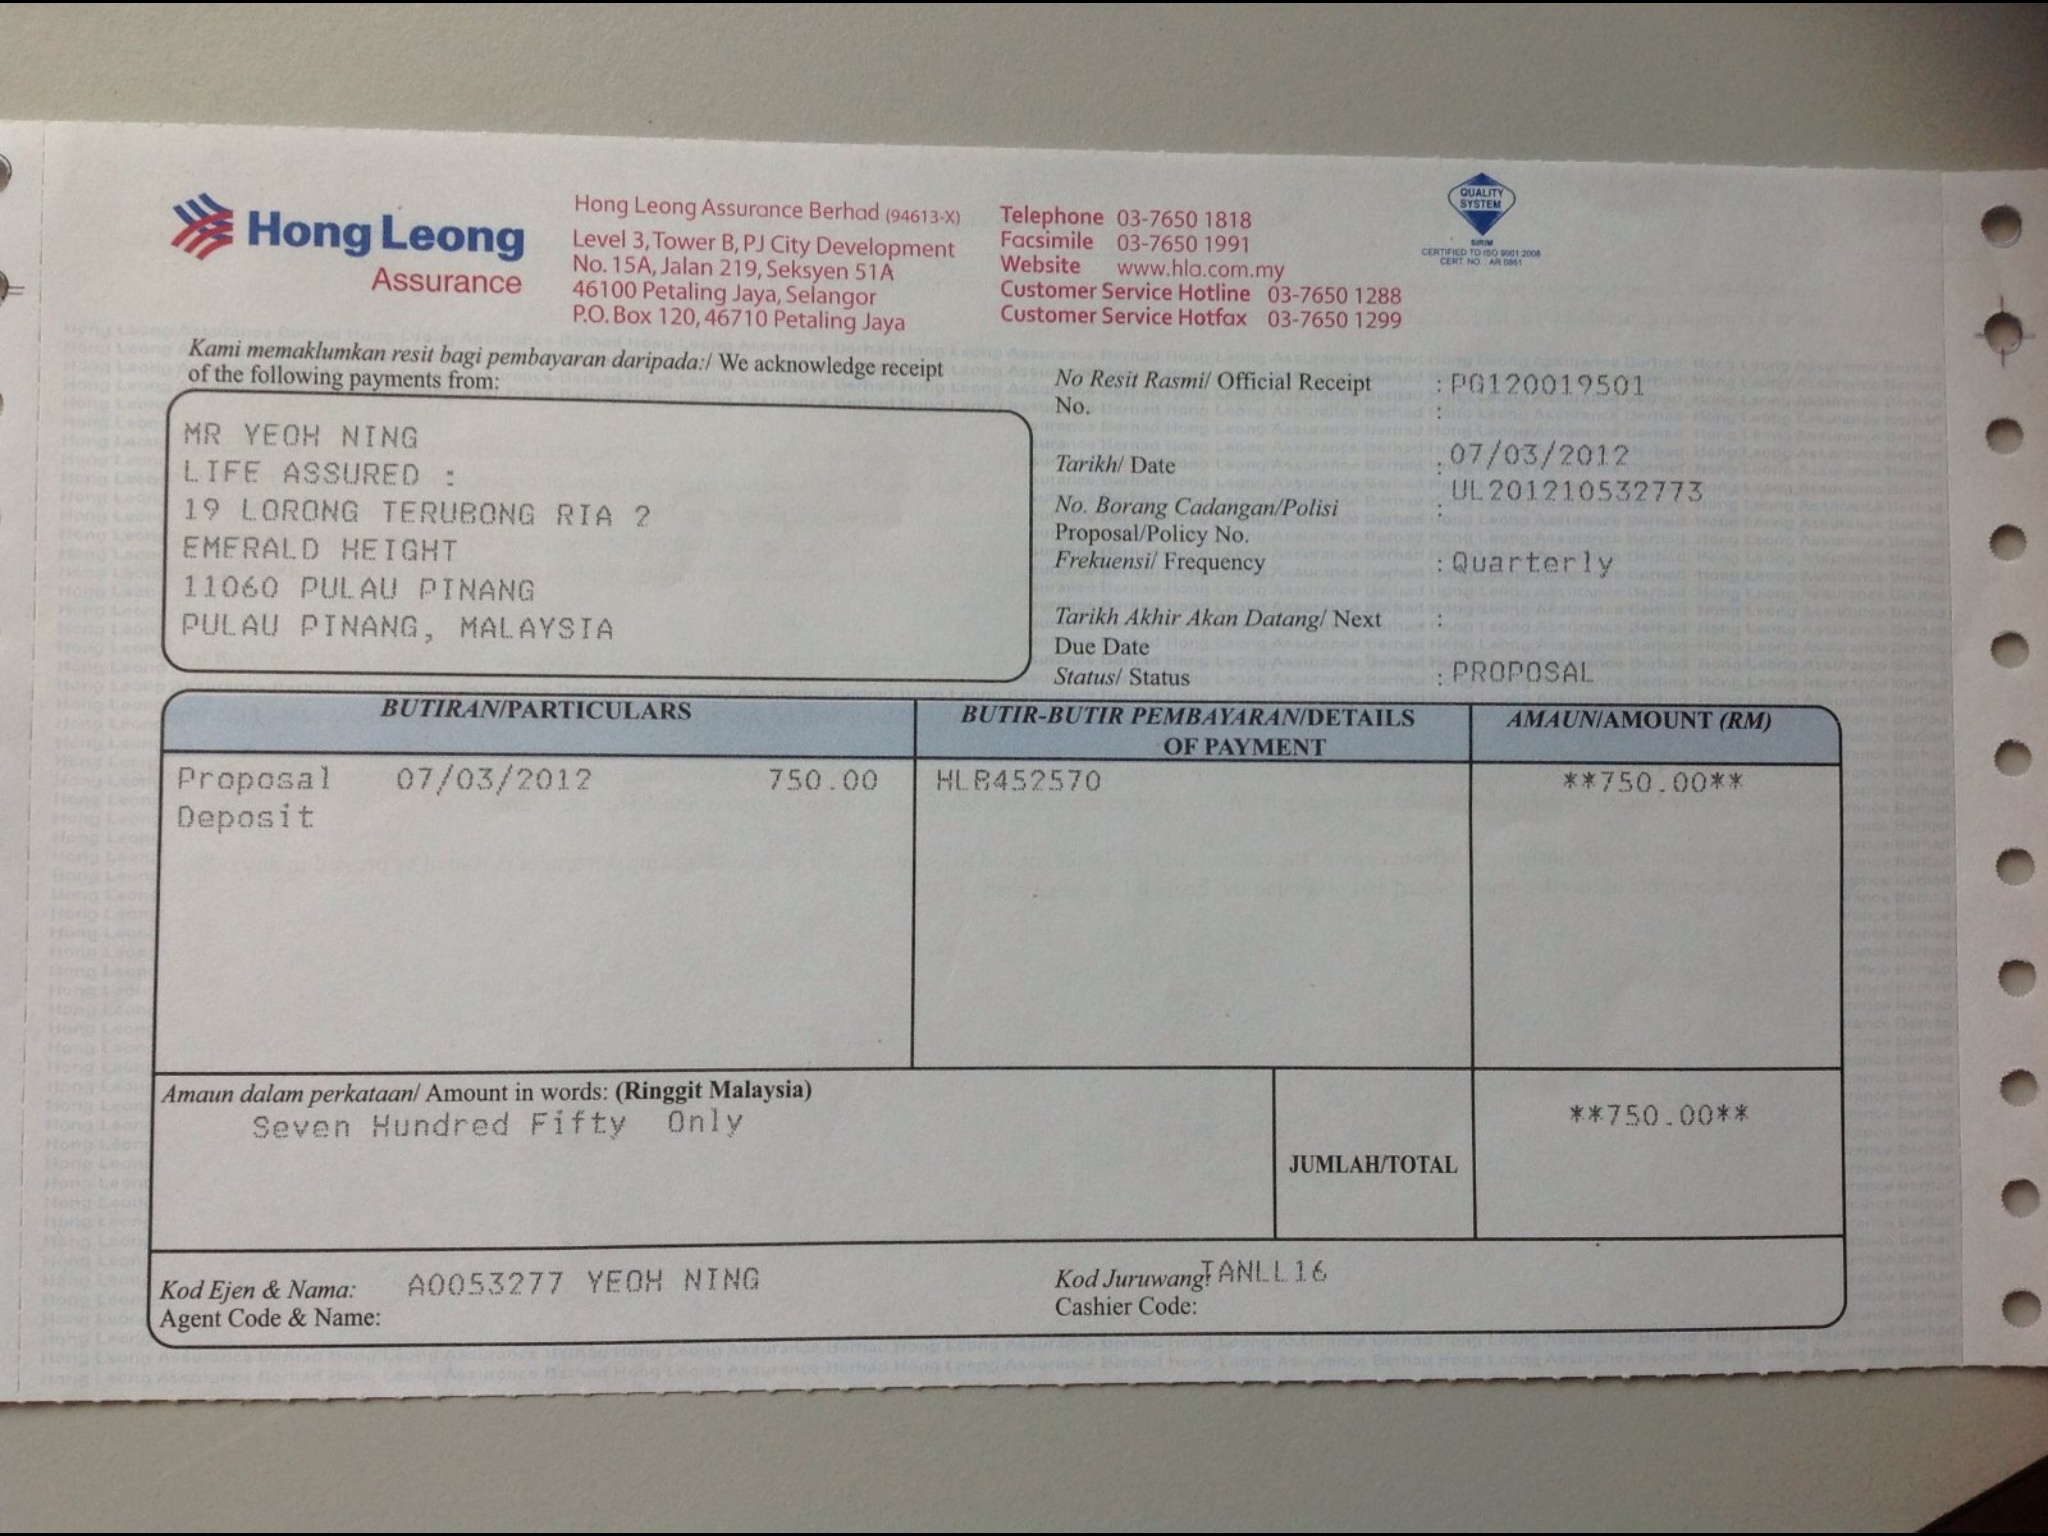 Hong Leong
Assurance
Hong Leong Assurance Berhad (94613-X)
Level 3, Tower B, PJ City Development
No. 15A, Jalan 219, Seksyen 51A
46100 Petaling Jaya, Selangor
P.O. Box 120, 46710 Petaling Jaya
Telephone 03-7650 1818
Facsimile 03-7650 1991
Website www.hla.com.my
Customer Service Hotline 03-7650 1288
Customer Service Hotfax 03-7650 1299
QUALITY
SYSTEM
SIRIM
CERTIFIED TO ISO 9001:2008
CERT. NO. AR 0861
Kami memaklumkan resit bagi pembayaran daripada:/ We acknowledge receipt
of the following payments from:
MR YEOH NING
LIFE ASSURED :
19 LORONG TERUBONG RIA 2
EMERALD HEIGHT
11060 PULAU PINANG
PULAU PINANG, MALAYSIA
No Resit Rasmi/ Official Receipt : PG120019501
No. :
Tarikh/ Date : 07/03/2012
UL201210532773
No. Borang Cadangan/Polisi :
Proposal/Policy No.
Frekuensi/ Frequency : Quarterly
Tarikh Akhir Akan Datang/ Next :
Due Date
Status/ Status : PROPOSAL
BUTIRAN/PARTICULARS
BUTIR-BUTIR PEMBAYARAN/DETAILS
OF PAYMENT
AMAUN/AMOUNT (RM)
Proposal 07/03/2012 750.00 HLB452570 **750.00**
Deposit
Amaun dalam perkataan/ Amount in words: (Ringgit Malaysia)
Seven Hundred Fifty Only
JUMLAH/TOTAL
**750.00**
Kod Ejen & Nama: A0053277 YEOH NING
Agent Code & Name:
Kod Juruwang: TANLL16
Cashier Code: